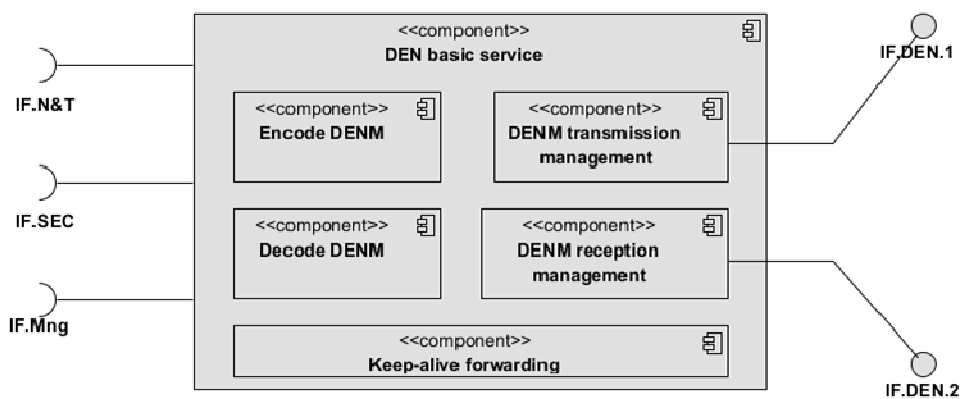 <<component>>
DEN basic service
IF.DEN.1
IF.N&T
<<component>>
Encode DENM
<<component>>
DENM transmission
management
IF.SEC
<<component>>
Decode DENM
<<component>>
DENM reception
management
IF.Mng
<<component>>
Keep-alive forwarding
IF.DEN.2